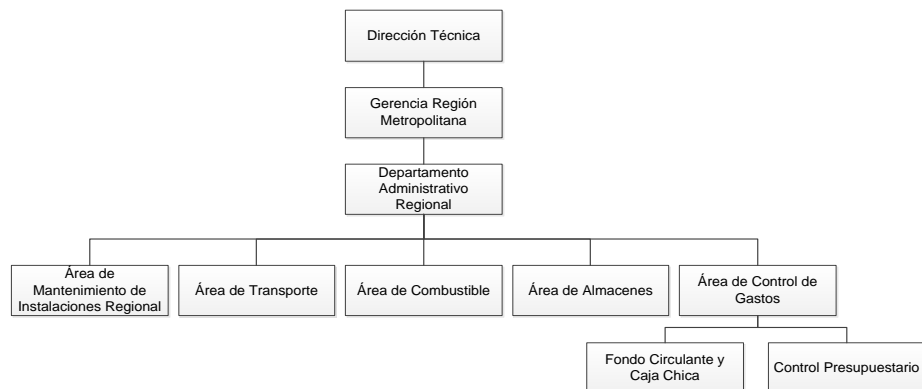 Dirección Técnica
Gerencia Región
Metropolitana
Departamento
Administrativo
Regional
Área de
Mantenimiento de
Instalaciones Regional
Área de Transporte
Área de Combustible
Área de Almacenes
Área de Control de
Gastos
Fondo Circulante y
Caja Chica
Control Presupuestario